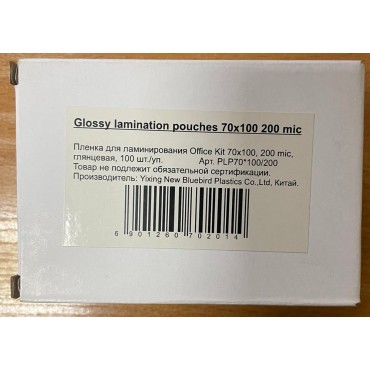 Glossy lamination pouches 70x100 200 mic
Пленка для ламинирования Office Kit 70x100, 200 mic,
глянцевая, 100 шт./уп. Арт. PLP70*100/200
Товар не подлежит обязательной сертификации.
Производитель: Yixing New Bluebird Plastics Co.,Ltd, Китай.
6 901260 702014